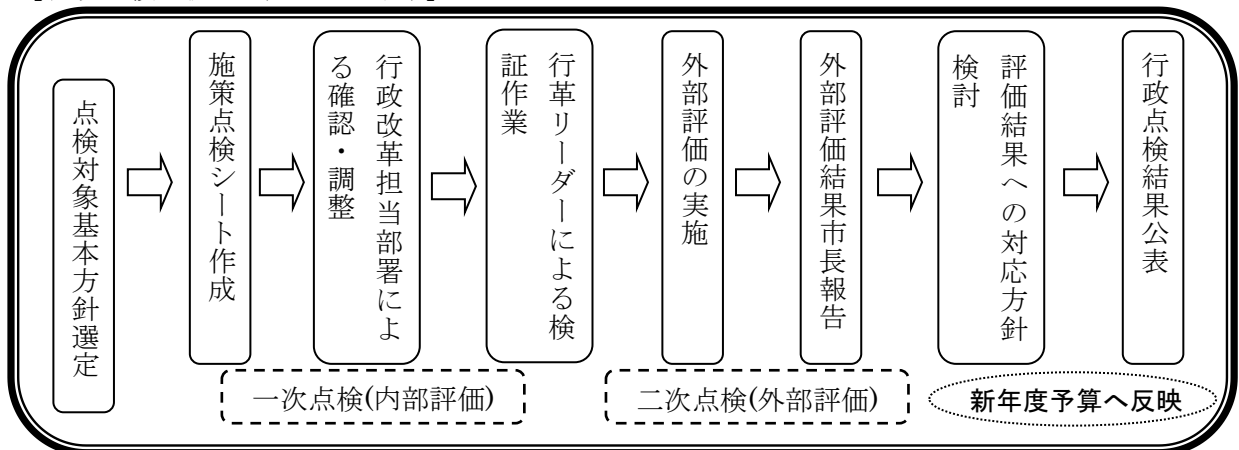 点検対象基本方針選定
施策点検シート作成
行政改革担当部署によ
る確認・調整
行革リーダーによる検
証作業
外部評価の実施
外部評価結果市長報告
評価結果への対応方針
検討
行政点検結果公表
一次点検(内部評価)
二次点検(外部評価)
新年度予算へ反映